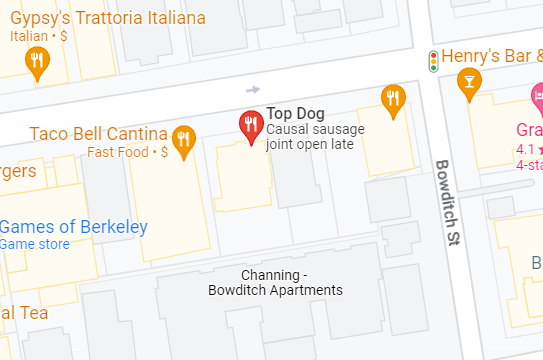 Gypsy's Trattoria Italiana
Italian • $
Henry's Bar &
Top Dog
Causal sausage
joint open late
Taco Bell Cantina
Fast Food • $
Gra
4.1
4-sta
rgers
Bowditch St
Games of Berkeley
Game store
B
Channing -
Bowditch Apartments
al Tea